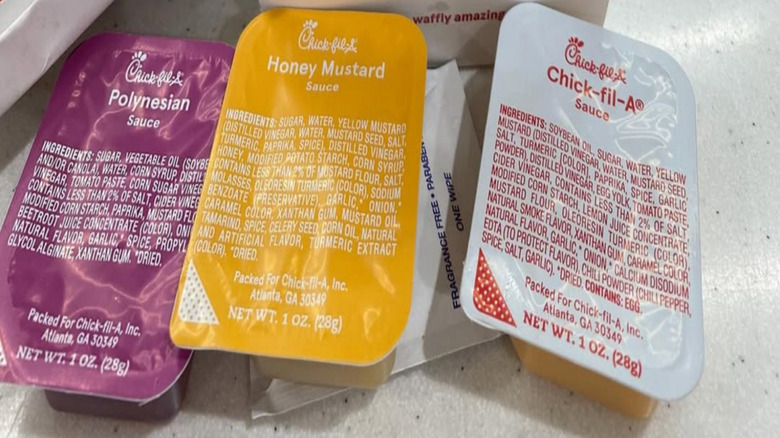 waffly amazing
Chick-fil-A
Polynesian
Sauce
INGREDIENTS: SUGAR, VEGETABLE OIL (SOYBE
AND/OR CANOLA), WATER, CORN SYRUP, DISTILLED
VINEGAR, TOMATO PASTE, CORN SUGAR VINEG
CONTAINS LESS THAN 2% OF SALT, CIDER VINEG
MODIFIED CORN STARCH, PAPRIKA, MUSTARD FLO
BEETROOT JUICE CONCENTRATE (COLOR), ONI
NATURAL FLAVOR, GARLIC*, SPICE, PROPYL
GLYCOL ALGINATE, XANTHAN GUM. *DRIED.
Packed For Chick-fil-A, Inc.
Atlanta, GA 30349
NET WT. 1 OZ. (28g)
Chick-fil-A
Honey Mustard
Sauce
INGREDIENTS: SUGAR, WATER, YELLOW MUSTARD
(DISTILLED VINEGAR, WATER, MUSTARD SEED, SALT,
TURMERIC, PAPRIKA, SPICE), DISTILLED VINEGAR,
HONEY, MODIFIED POTATO STARCH, CORN SYRUP,
CONTAINS LESS THAN 2% OF MUSTARD FLOUR, SALT,
MOLASSES, OLEORESIN TURMERIC (COLOR), SODIUM
BENZOATE (PRESERVATIVE), GARLIC*, ONION*,
CARAMEL COLOR, XANTHAN GUM, MUSTARD OIL,
TAMARIND, SPICE, CELERY SEED, CORN OIL, NATURAL
AND ARTIFICIAL FLAVOR, TURMERIC EXTRACT
(COLOR). *DRIED.
Packed For Chick-fil-A, Inc.
Atlanta, GA 30349
NET WT. 1 OZ. (28g)
FRAGRANCE FREE • PARABE
ONE WIPE
Chick-fil-A
Chick-fil-A®
Sauce
INGREDIENTS: SOYBEAN OIL, SUGAR, WATER, YELLOW
MUSTARD (DISTILLED VINEGAR, WATER, MUSTARD SEED,
SALT, TURMERIC (COLOR), PAPRIKA, SPICE, GARLIC
POWDER), DISTILLED VINEGAR, EGG YOLK, TOMATO PASTE,
CIDER VINEGAR, CONTAINS LESS THAN 2% OF SALT,
MODIFIED CORN STARCH, LEMON JUICE CONCENTRATE,
MUSTARD FLOUR, OLEORESIN TURMERIC (COLOR),
NATURAL SMOKE FLAVOR, XANTHAN GUM, CARAMEL COLOR,
NATURAL FLAVORS, GARLIC,* ONION,* CALCIUM DISODIUM
EDTA (TO PROTECT FLAVOR), CHILI POWDER (CHILI PEPPER,
SPICE, SALT, GARLIC). *DRIED. CONTAINS: EGG.
Packed For Chick-fil-A, Inc.
Atlanta, GA 30349
NET WT. 1 OZ. (28g)